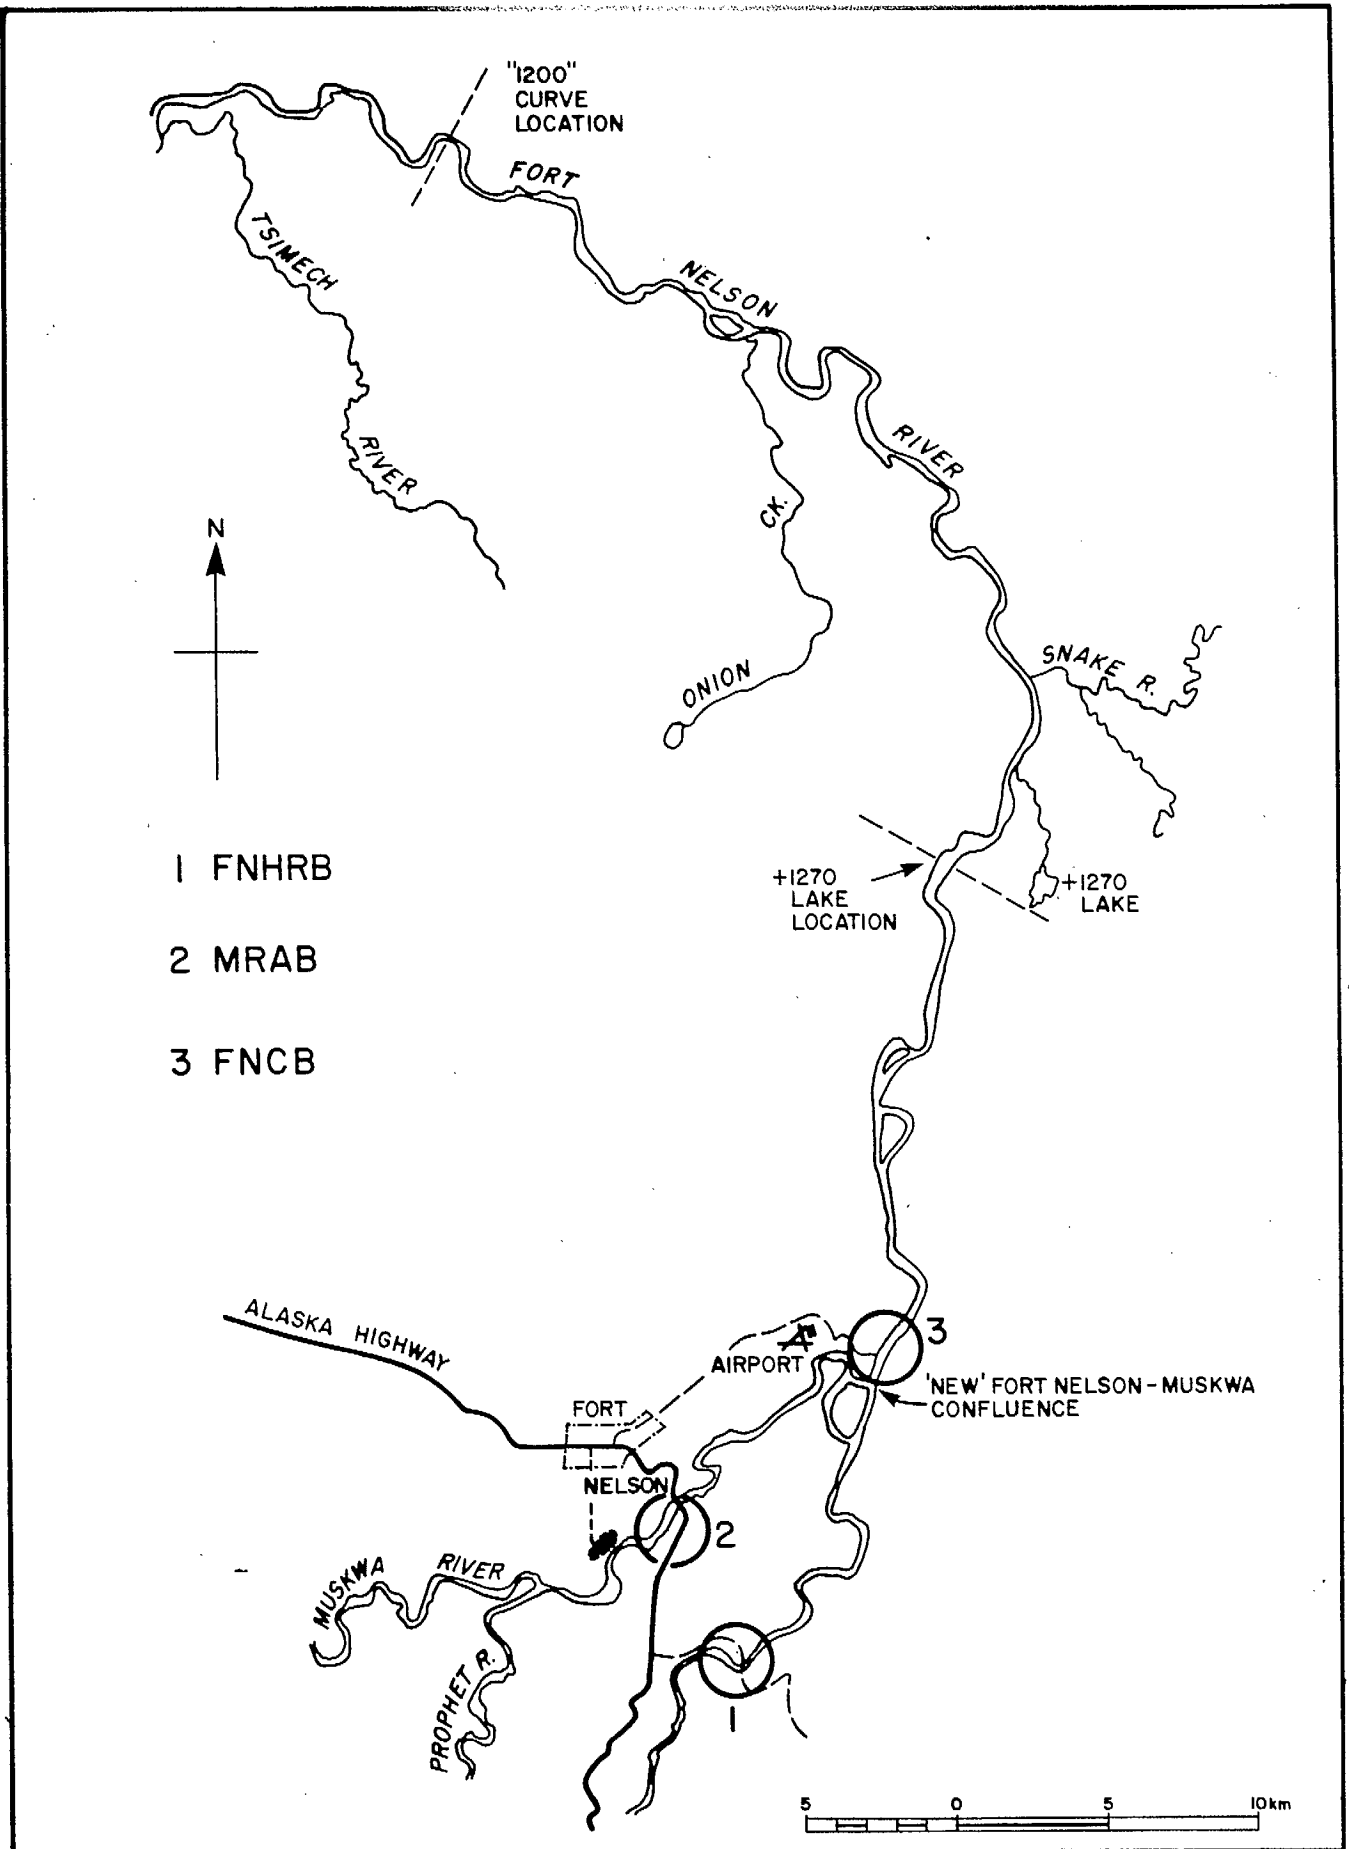 "1200"
CURVE
LOCATION
FORT
NELSON
RIVER
TSIMECH
RIVER
CK.
ONION
N
SNAKE R.
+1270
LAKE
LOCATION
+1270
LAKE
1 FNHRB
2 MRAB
3 FNCB
ALASKA HIGHWAY
AIRPORT
3
'NEW' FORT NELSON-MUSKWA
CONFLUENCE
FORT
NELSON
2
MUSKWA
RIVER
PROPHET R.
1
5 0 5 10km